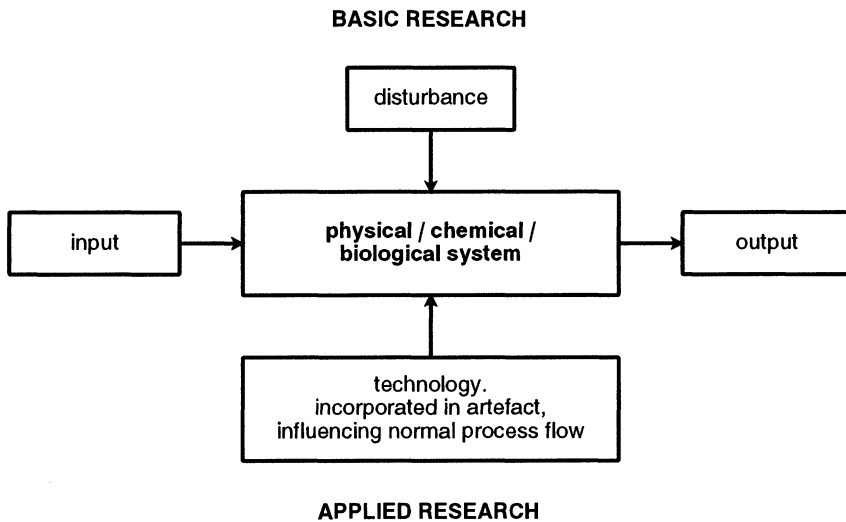 BASIC RESEARCH
disturbance
input
physical / chemical /
biological system
output
technology.
incorporated in artefact,
influencing normal process flow
APPLIED RESEARCH